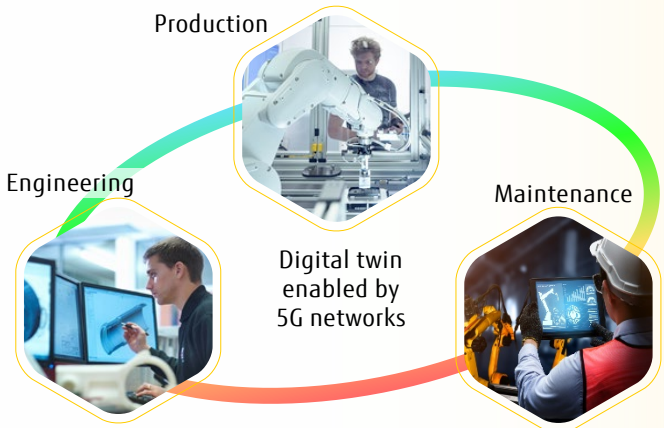 Production
Engineering
Maintenance
Digital twin
enabled by
5G networks